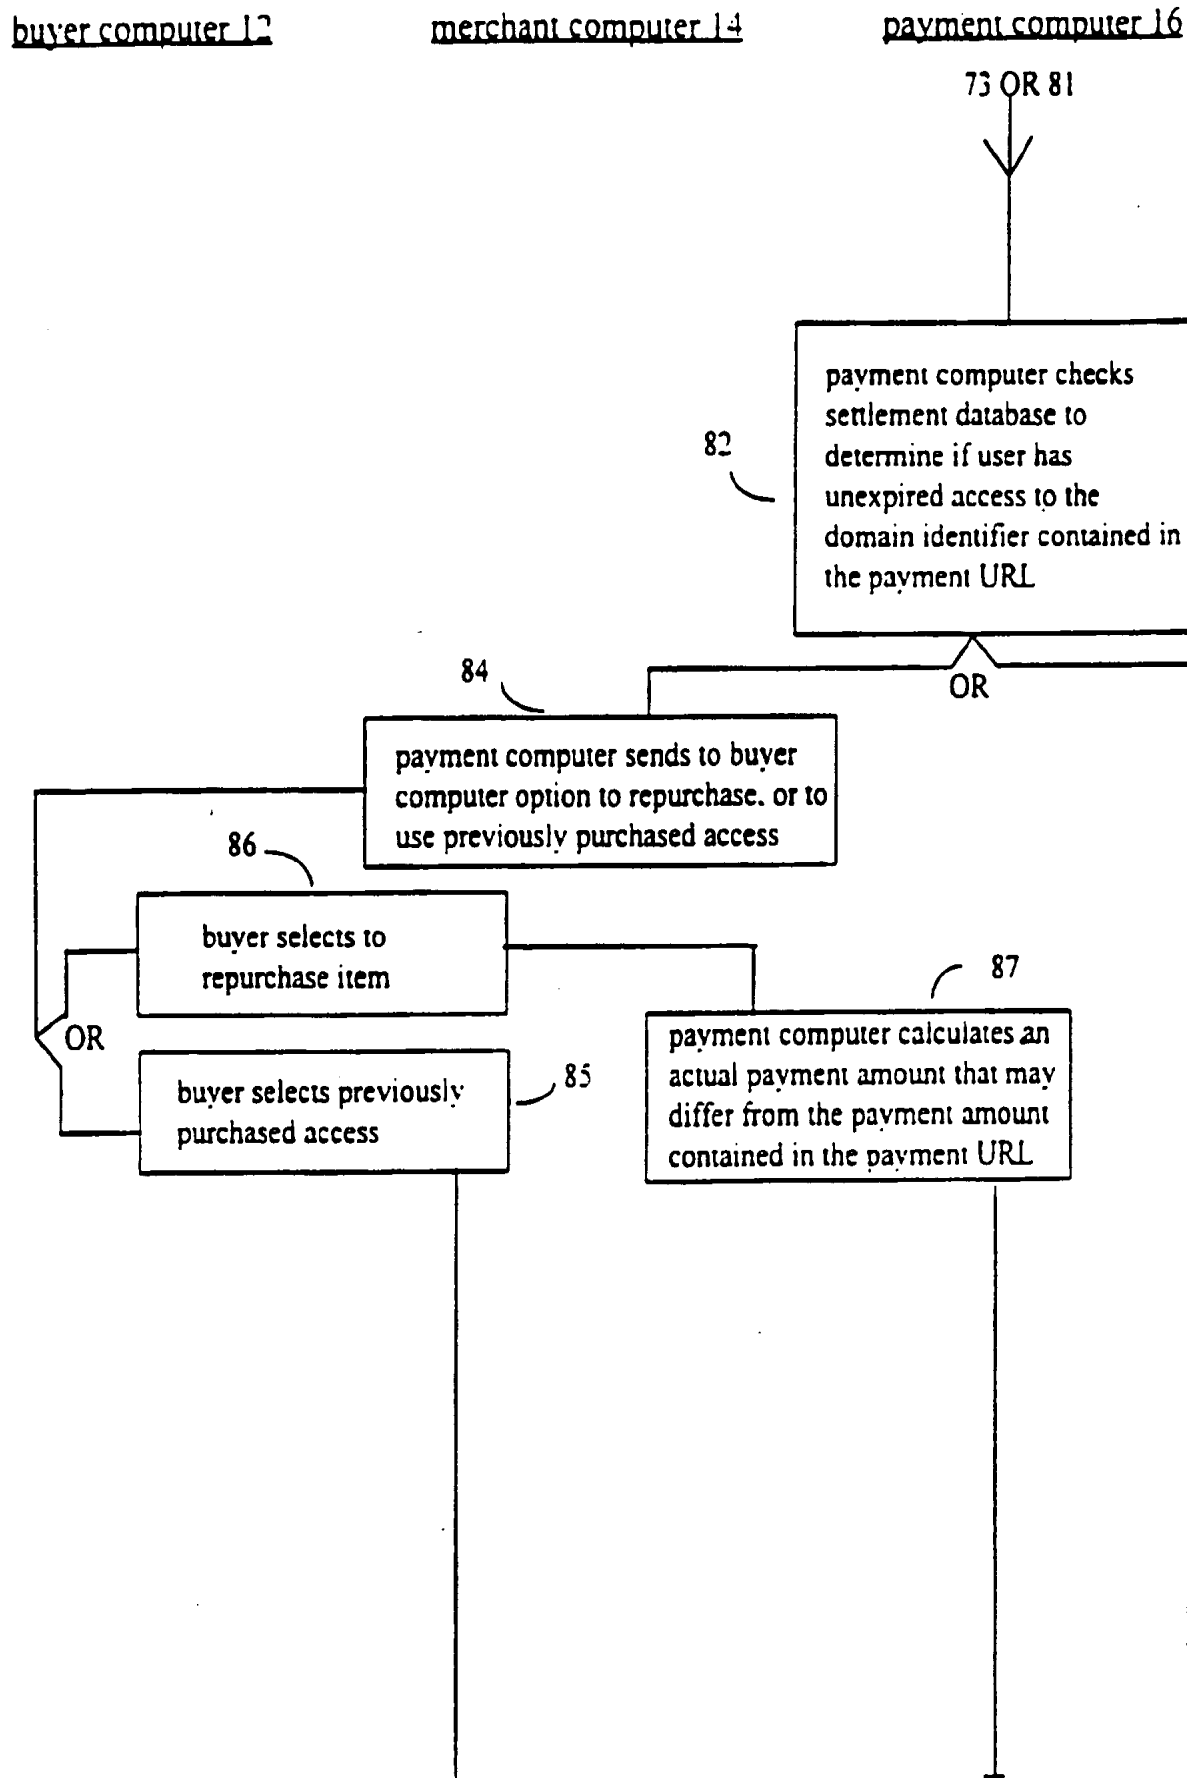 buyer computer 12
merchant computer 14
payment computer 16
73 OR 81
82
payment computer checks
settlement database to
determine if user has
unexpired access to the
domain identifier contained in
the payment URL
OR
84
payment computer sends to buyer
computer option to repurchase. or to
use previously purchased access
86
buyer selects to
repurchase item
OR
87
payment computer calculates an
actual payment amount that may
differ from the payment amount
contained in the payment URL
85
buyer selects previously
purchased access